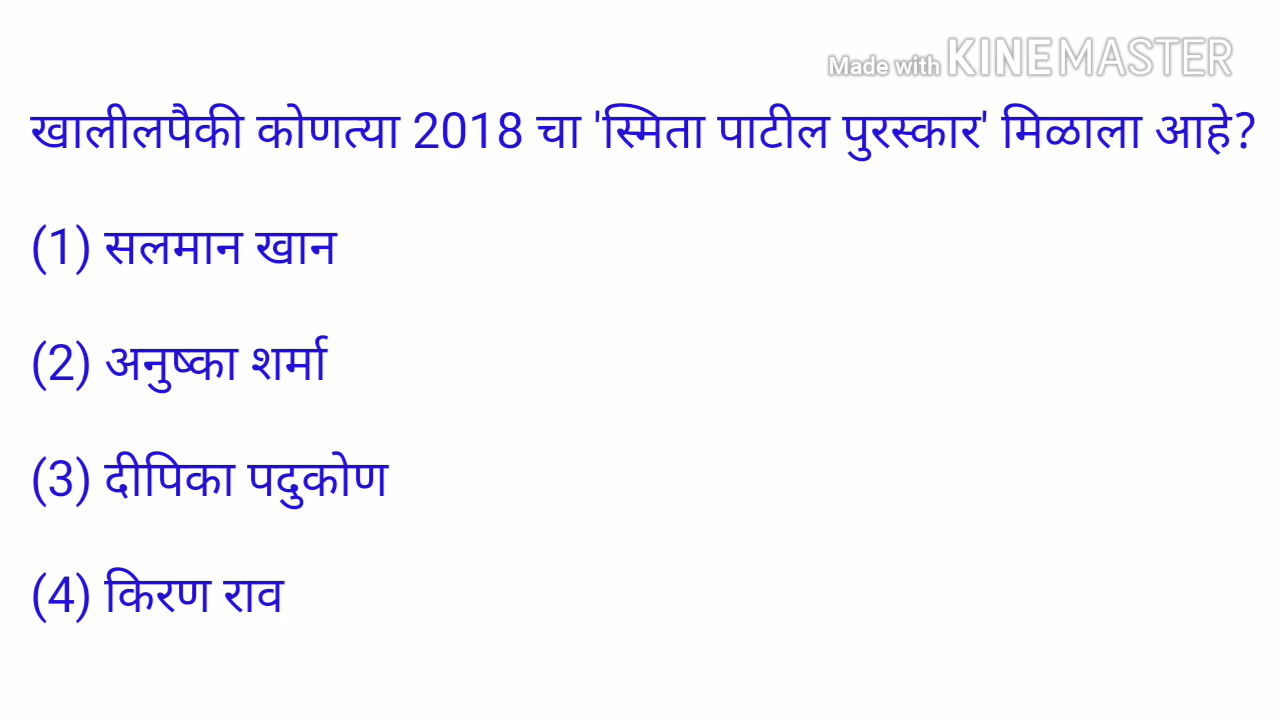 Made with KINEMASTER
खालीलपैकी कोणत्या 2018 चा 'स्मिता पाटील पुरस्कार' मिळाला आहे?
(1) सलमान खान
(2) अनुष्का शर्मा
(3) दीपिका पदुकोण
(4) किरण राव